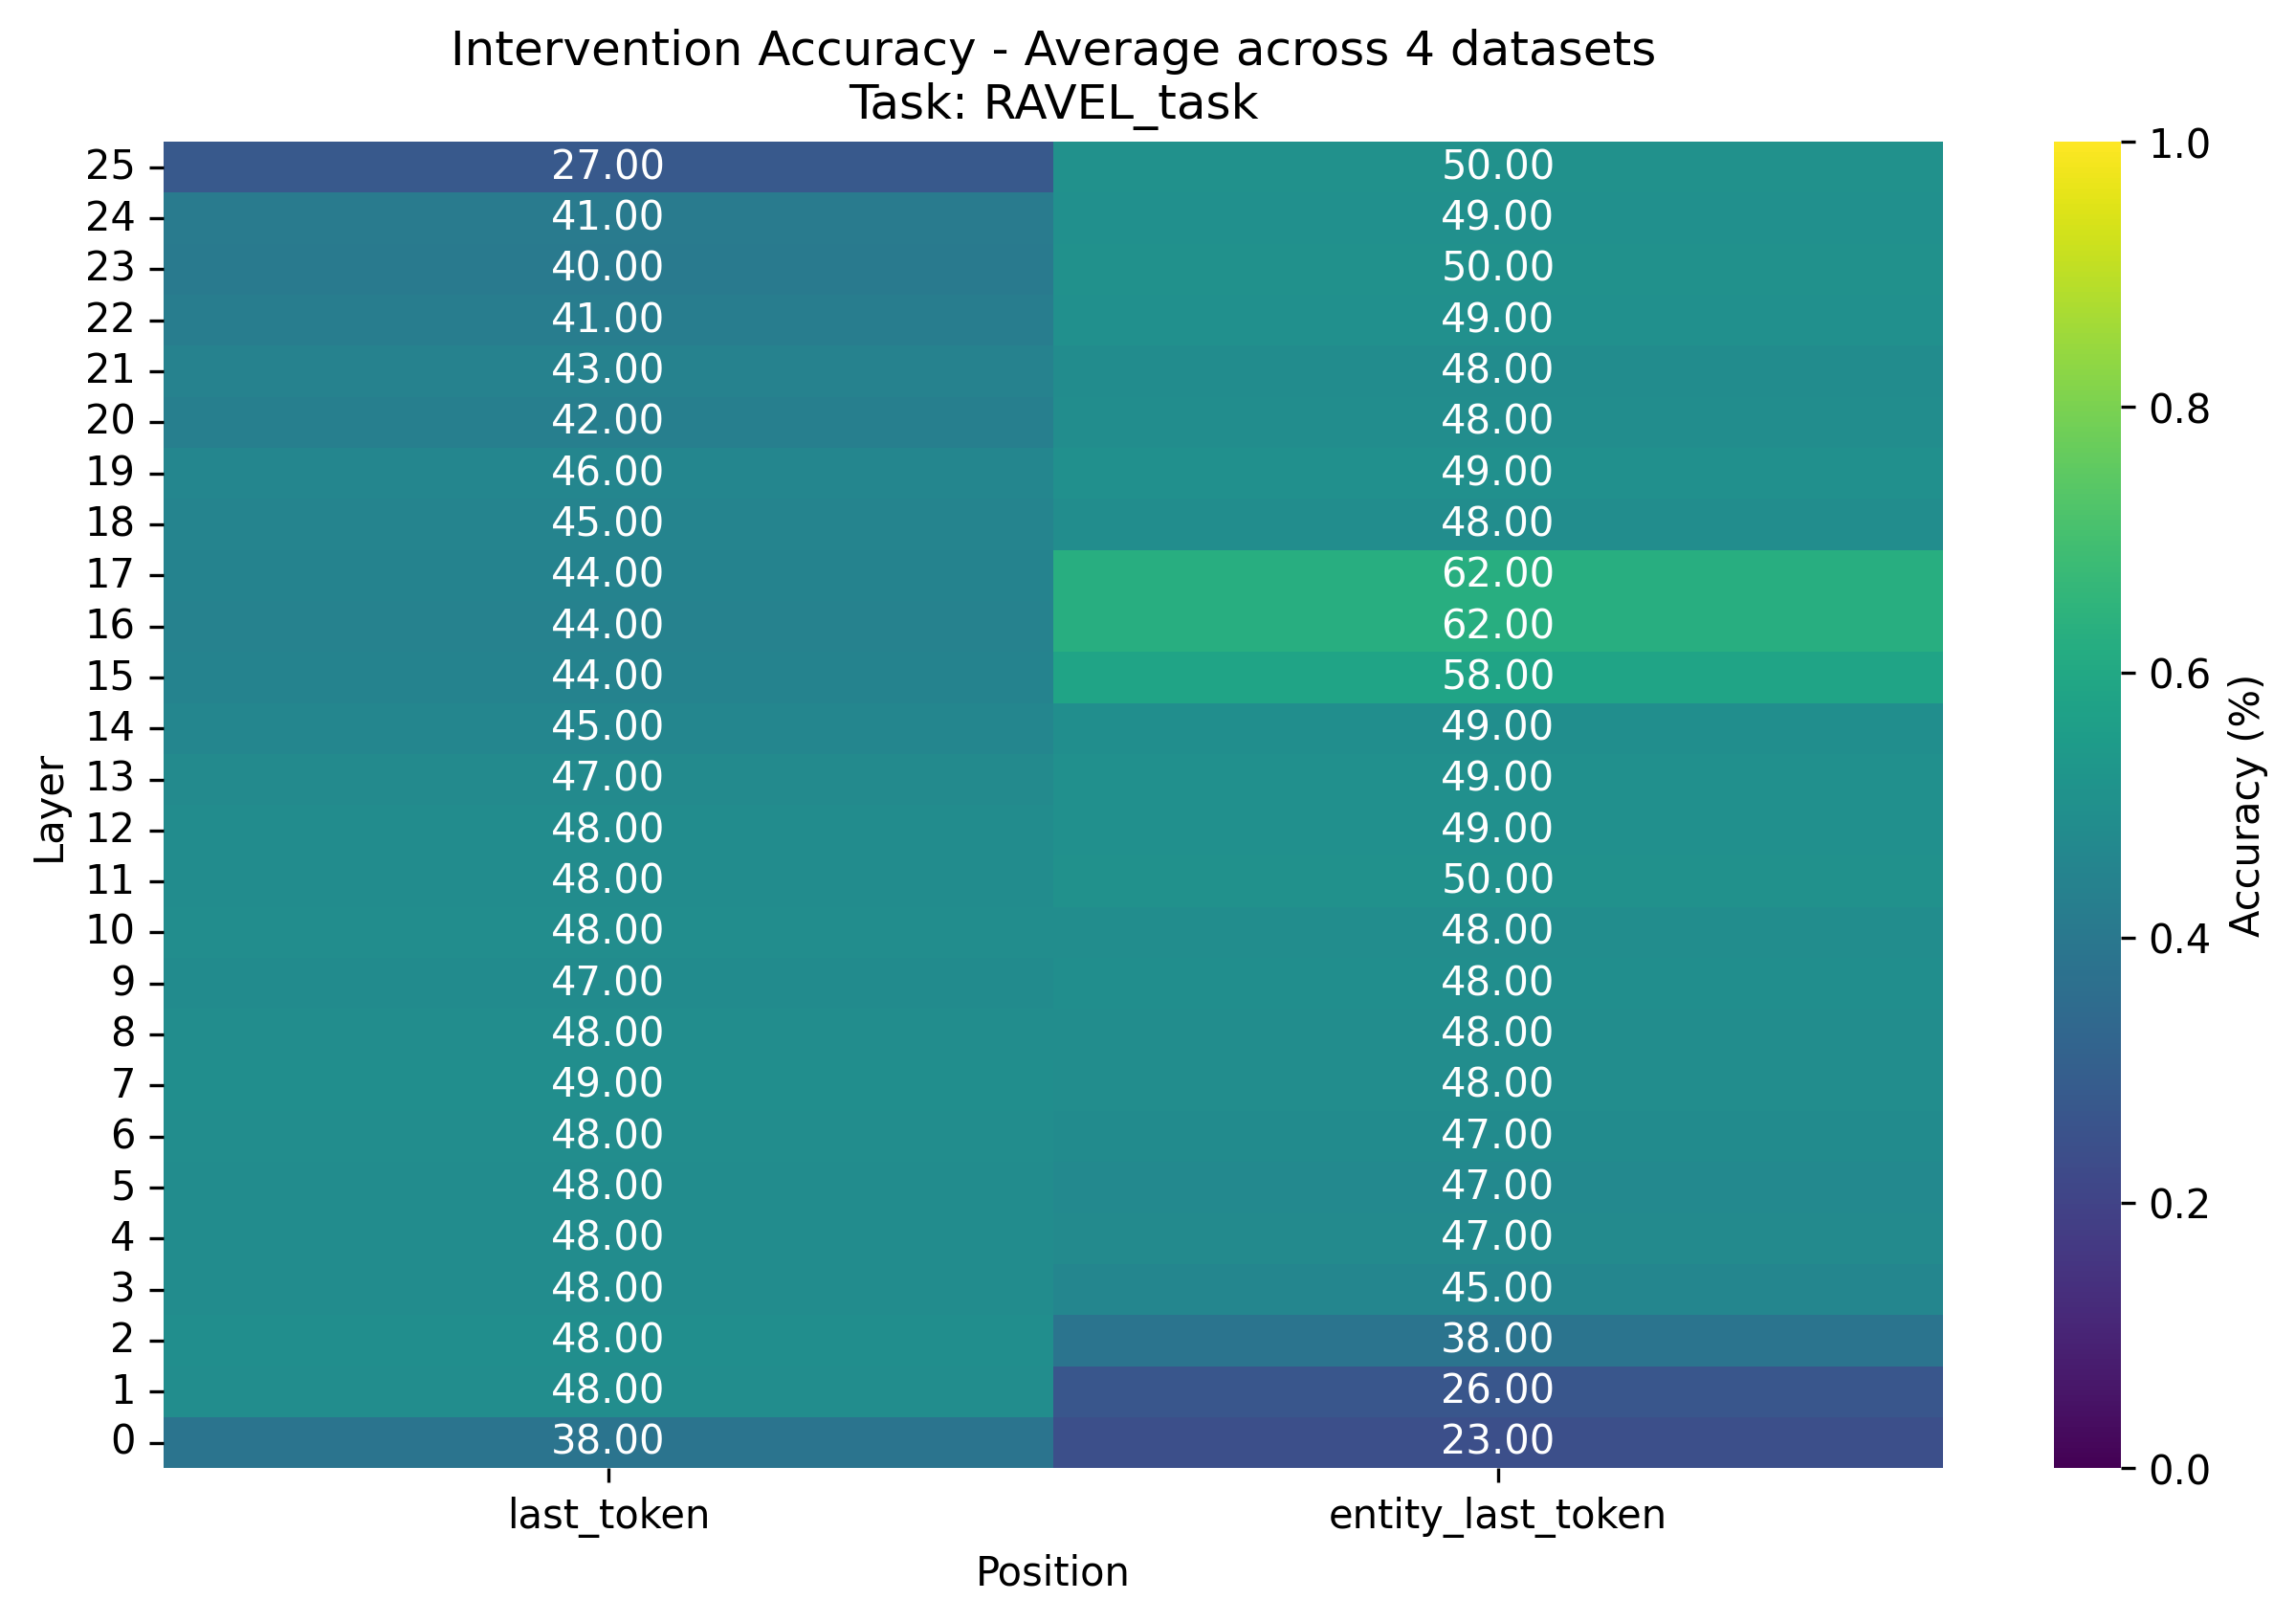 Intervention Accuracy - Average across 4 datasets
Task: RAVEL_task
25 27.00 50.00
24 41.00 49.00
23 40.00 50.00
22 41.00 49.00
21 43.00 48.00
20 42.00 48.00
19 46.00 49.00
18 45.00 48.00
17 44.00 62.00
16 44.00 62.00
15 44.00 58.00
14 45.00 49.00
13 47.00 49.00
12 48.00 49.00
11 48.00 50.00
10 48.00 48.00
9 47.00 48.00
8 48.00 48.00
7 49.00 48.00
6 48.00 47.00
5 48.00 47.00
4 48.00 47.00
3 48.00 45.00
2 48.00 38.00
1 48.00 26.00
0 38.00 23.00
Layer
last_token entity_last_token
Position
1.0
0.8
0.6
0.4
0.2
0.0
Accuracy (%)